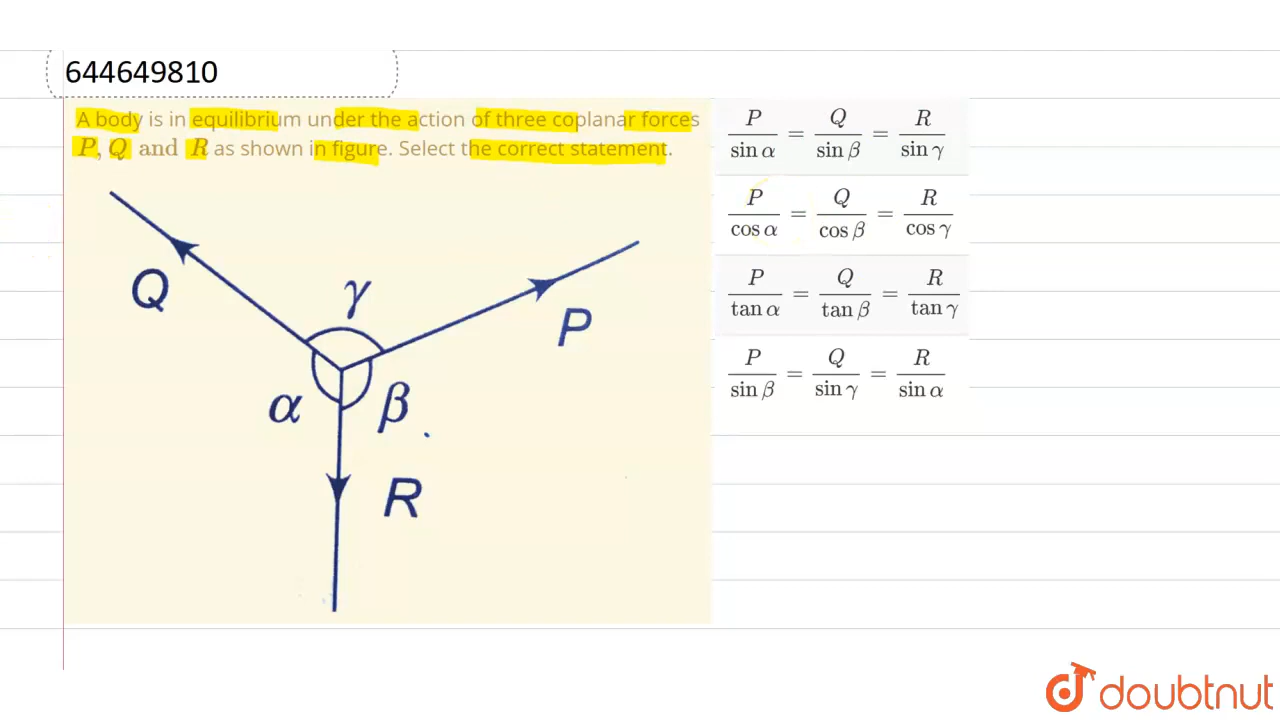 644649810
A body is in equilibrium under the action of three coplanar forces
P, Q and R as shown in figure. Select the correct statement.
Q
γ
P
α
β
R
P/sin α = Q/sin β = R/sin γ
P/cos α = Q/cos β = R/cos γ
P/tan α = Q/tan β = R/tan γ
P/sin β = Q/sin γ = R/sin α
doubtnut